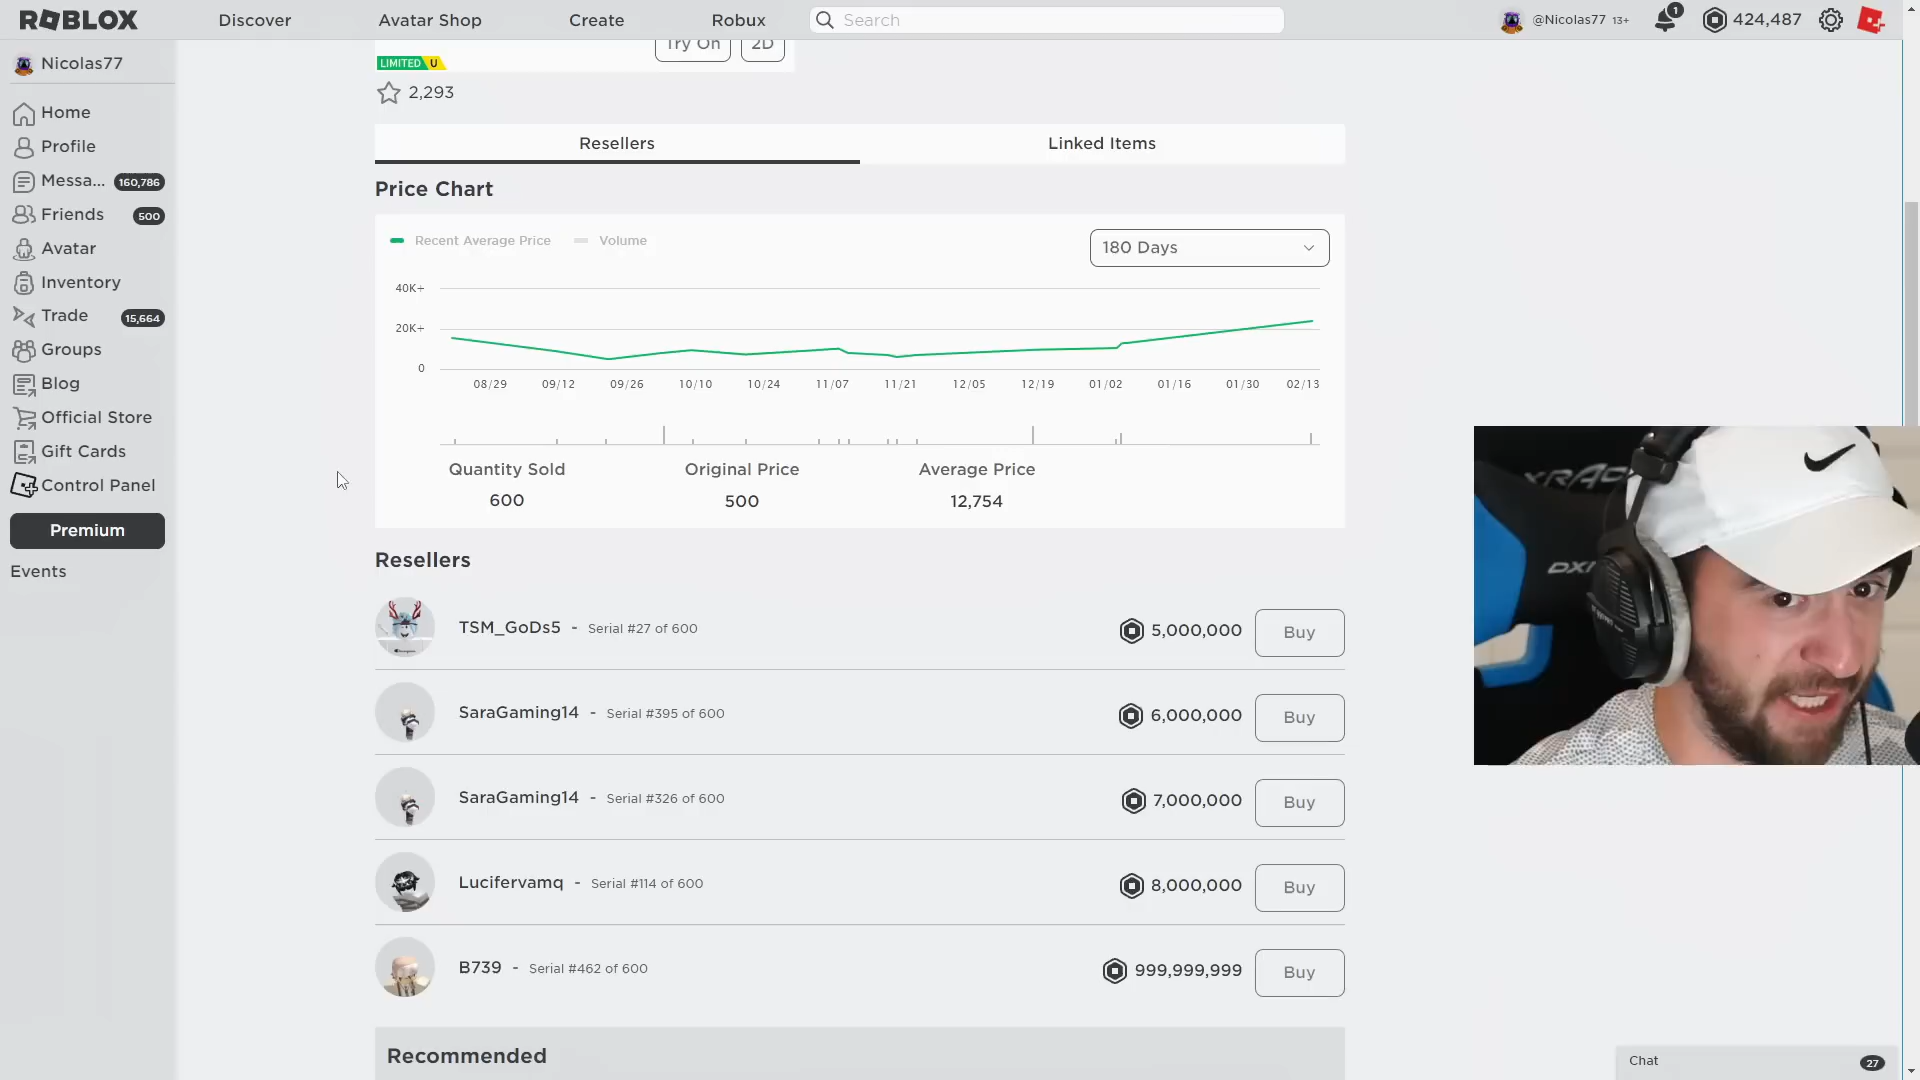 ROBLOX
Discover
Avatar Shop
Create
Robux
Search
@Nicolas77 13+
1
424,487
Nicolas77
Home
Profile
Messa... 160,786
Friends 500
Avatar
Inventory
Trade 15,664
Groups
Blog
Official Store
Gift Cards
Control Panel
Premium
Events
Try On
2D
LIMITED U
2,293
Resellers
Linked Items
Price Chart
Recent Average Price
Volume
180 Days
40K+
20K+
0
08/29 09/12 09/26 10/10 10/24 11/07 11/21 12/05 12/19 01/02 01/16 01/30 02/13
Quantity Sold
Original Price
Average Price
600
500
12,754
Resellers
TSM_GoDs5 - Serial #27 of 600
5,000,000
Buy
SaraGaming14 - Serial #395 of 600
6,000,000
Buy
SaraGaming14 - Serial #326 of 600
7,000,000
Buy
Lucifervamq - Serial #114 of 600
8,000,000
Buy
B739 - Serial #462 of 600
999,999,999
Buy
Recommended
Chat
27